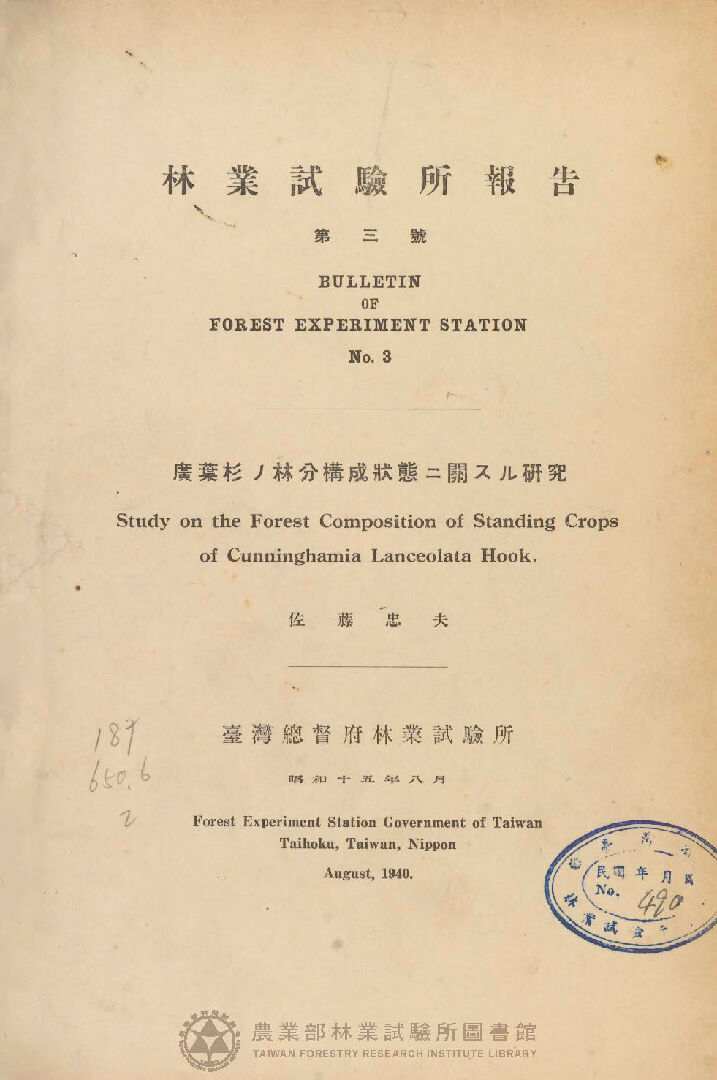 林業試驗所報告
第三號
BULLETIN
OF
FOREST EXPERIMENT STATION
No. 3
廣葉杉ノ林分構成狀態ニ關スル研究
Study on the Forest Composition of Standing Crops
of Cunninghamia Lanceolata Hook.
佐藤忠夫
臺灣總督府林業試驗所
昭和十五年八月
187
650.6
2
Forest Experiment Station Government of Taiwan
Taihoku, Taiwan, Nippon
August, 1940.
民國 年 月 日
No. 490
農業部林業試驗所圖書館
TAIWAN FORESTRY RESEARCH INSTITUTE LIBRARY